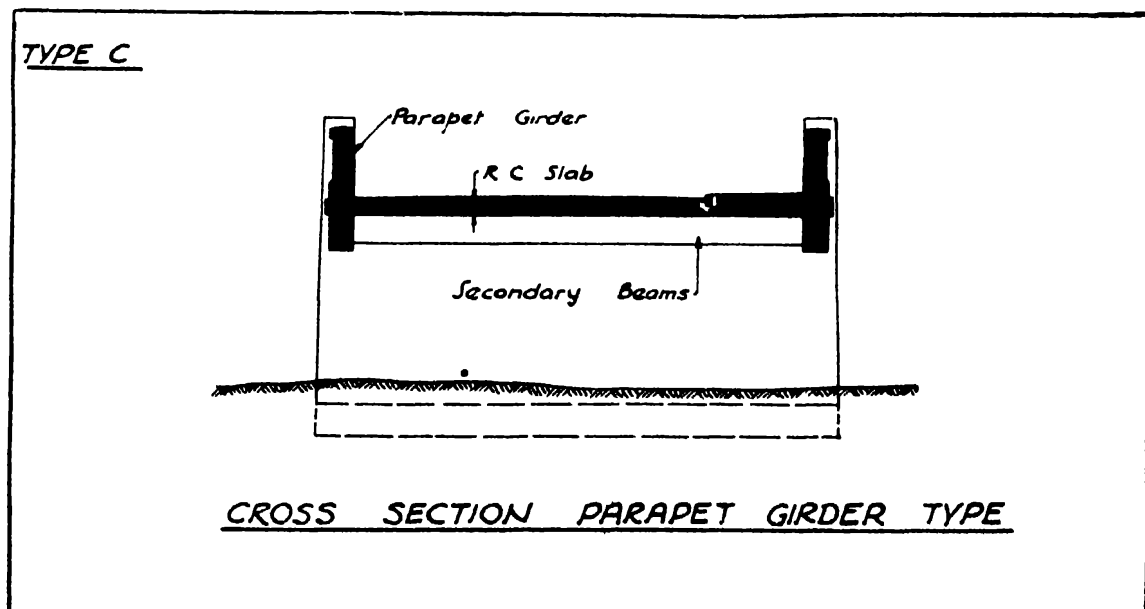 TYPE C
Parapet Girder
R C Slab
Secondary Beams
CROSS SECTION PARAPET GIRDER TYPE